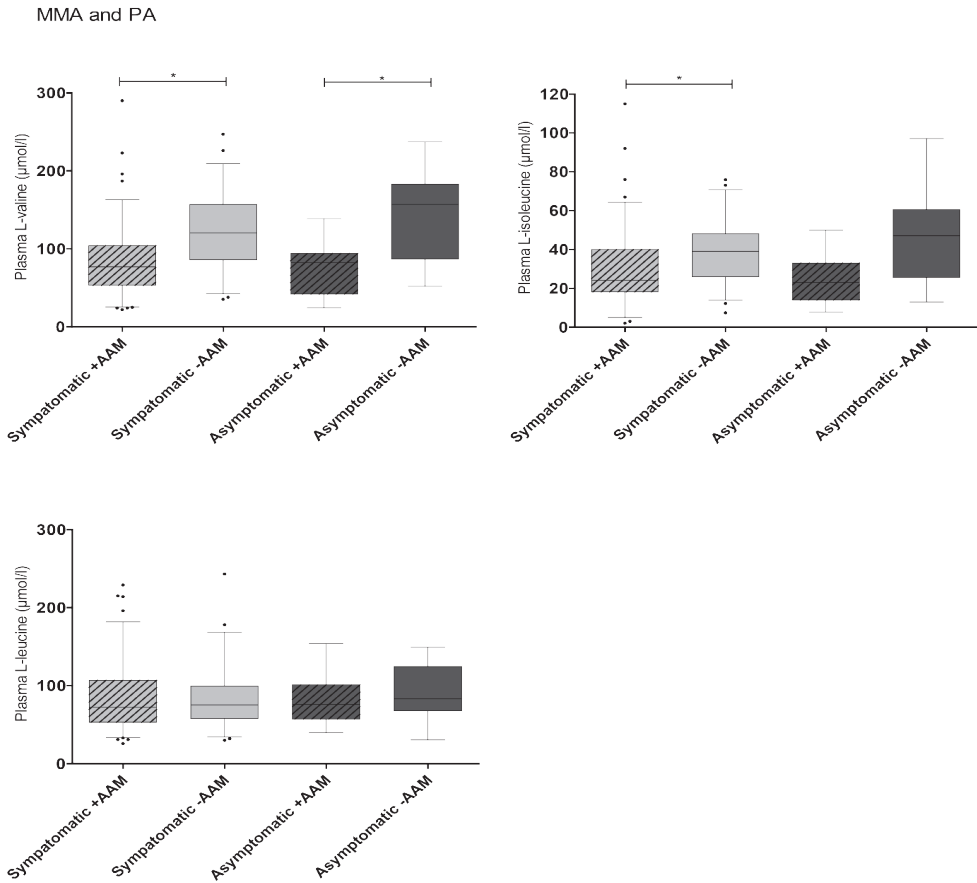 MMA and PA
*
*
Plasma L-valine (µmol/l)
300
200
100
0
Sympatomatic +AAM
Sympatomatic -AAM
Asymptomatic +AAM
Asymptomatic -AAM
*
Plasma L-isoleucine (µmol/l)
120
100
80
60
40
20
0
Sympatomatic +AAM
Sympatomatic -AAM
Asymptomatic +AAM
Asymptomatic -AAM
Plasma L-leucine (µmol/l)
300
200
100
0
Sympatomatic +AAM
Sympatomatic -AAM
Asymptomatic +AAM
Asymptomatic -AAM